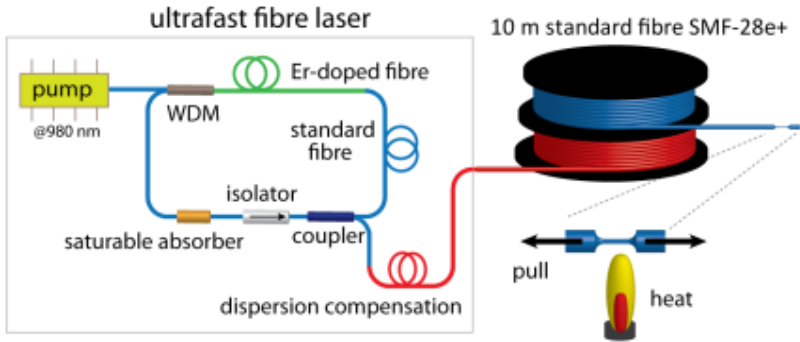 ultrafast fibre laser
10 m standard fibre SMF-28e+
pump
@980 nm
WDM
Er-doped fibre
standard
fibre
isolator
saturable absorber
coupler
dispersion compensation
pull
heat